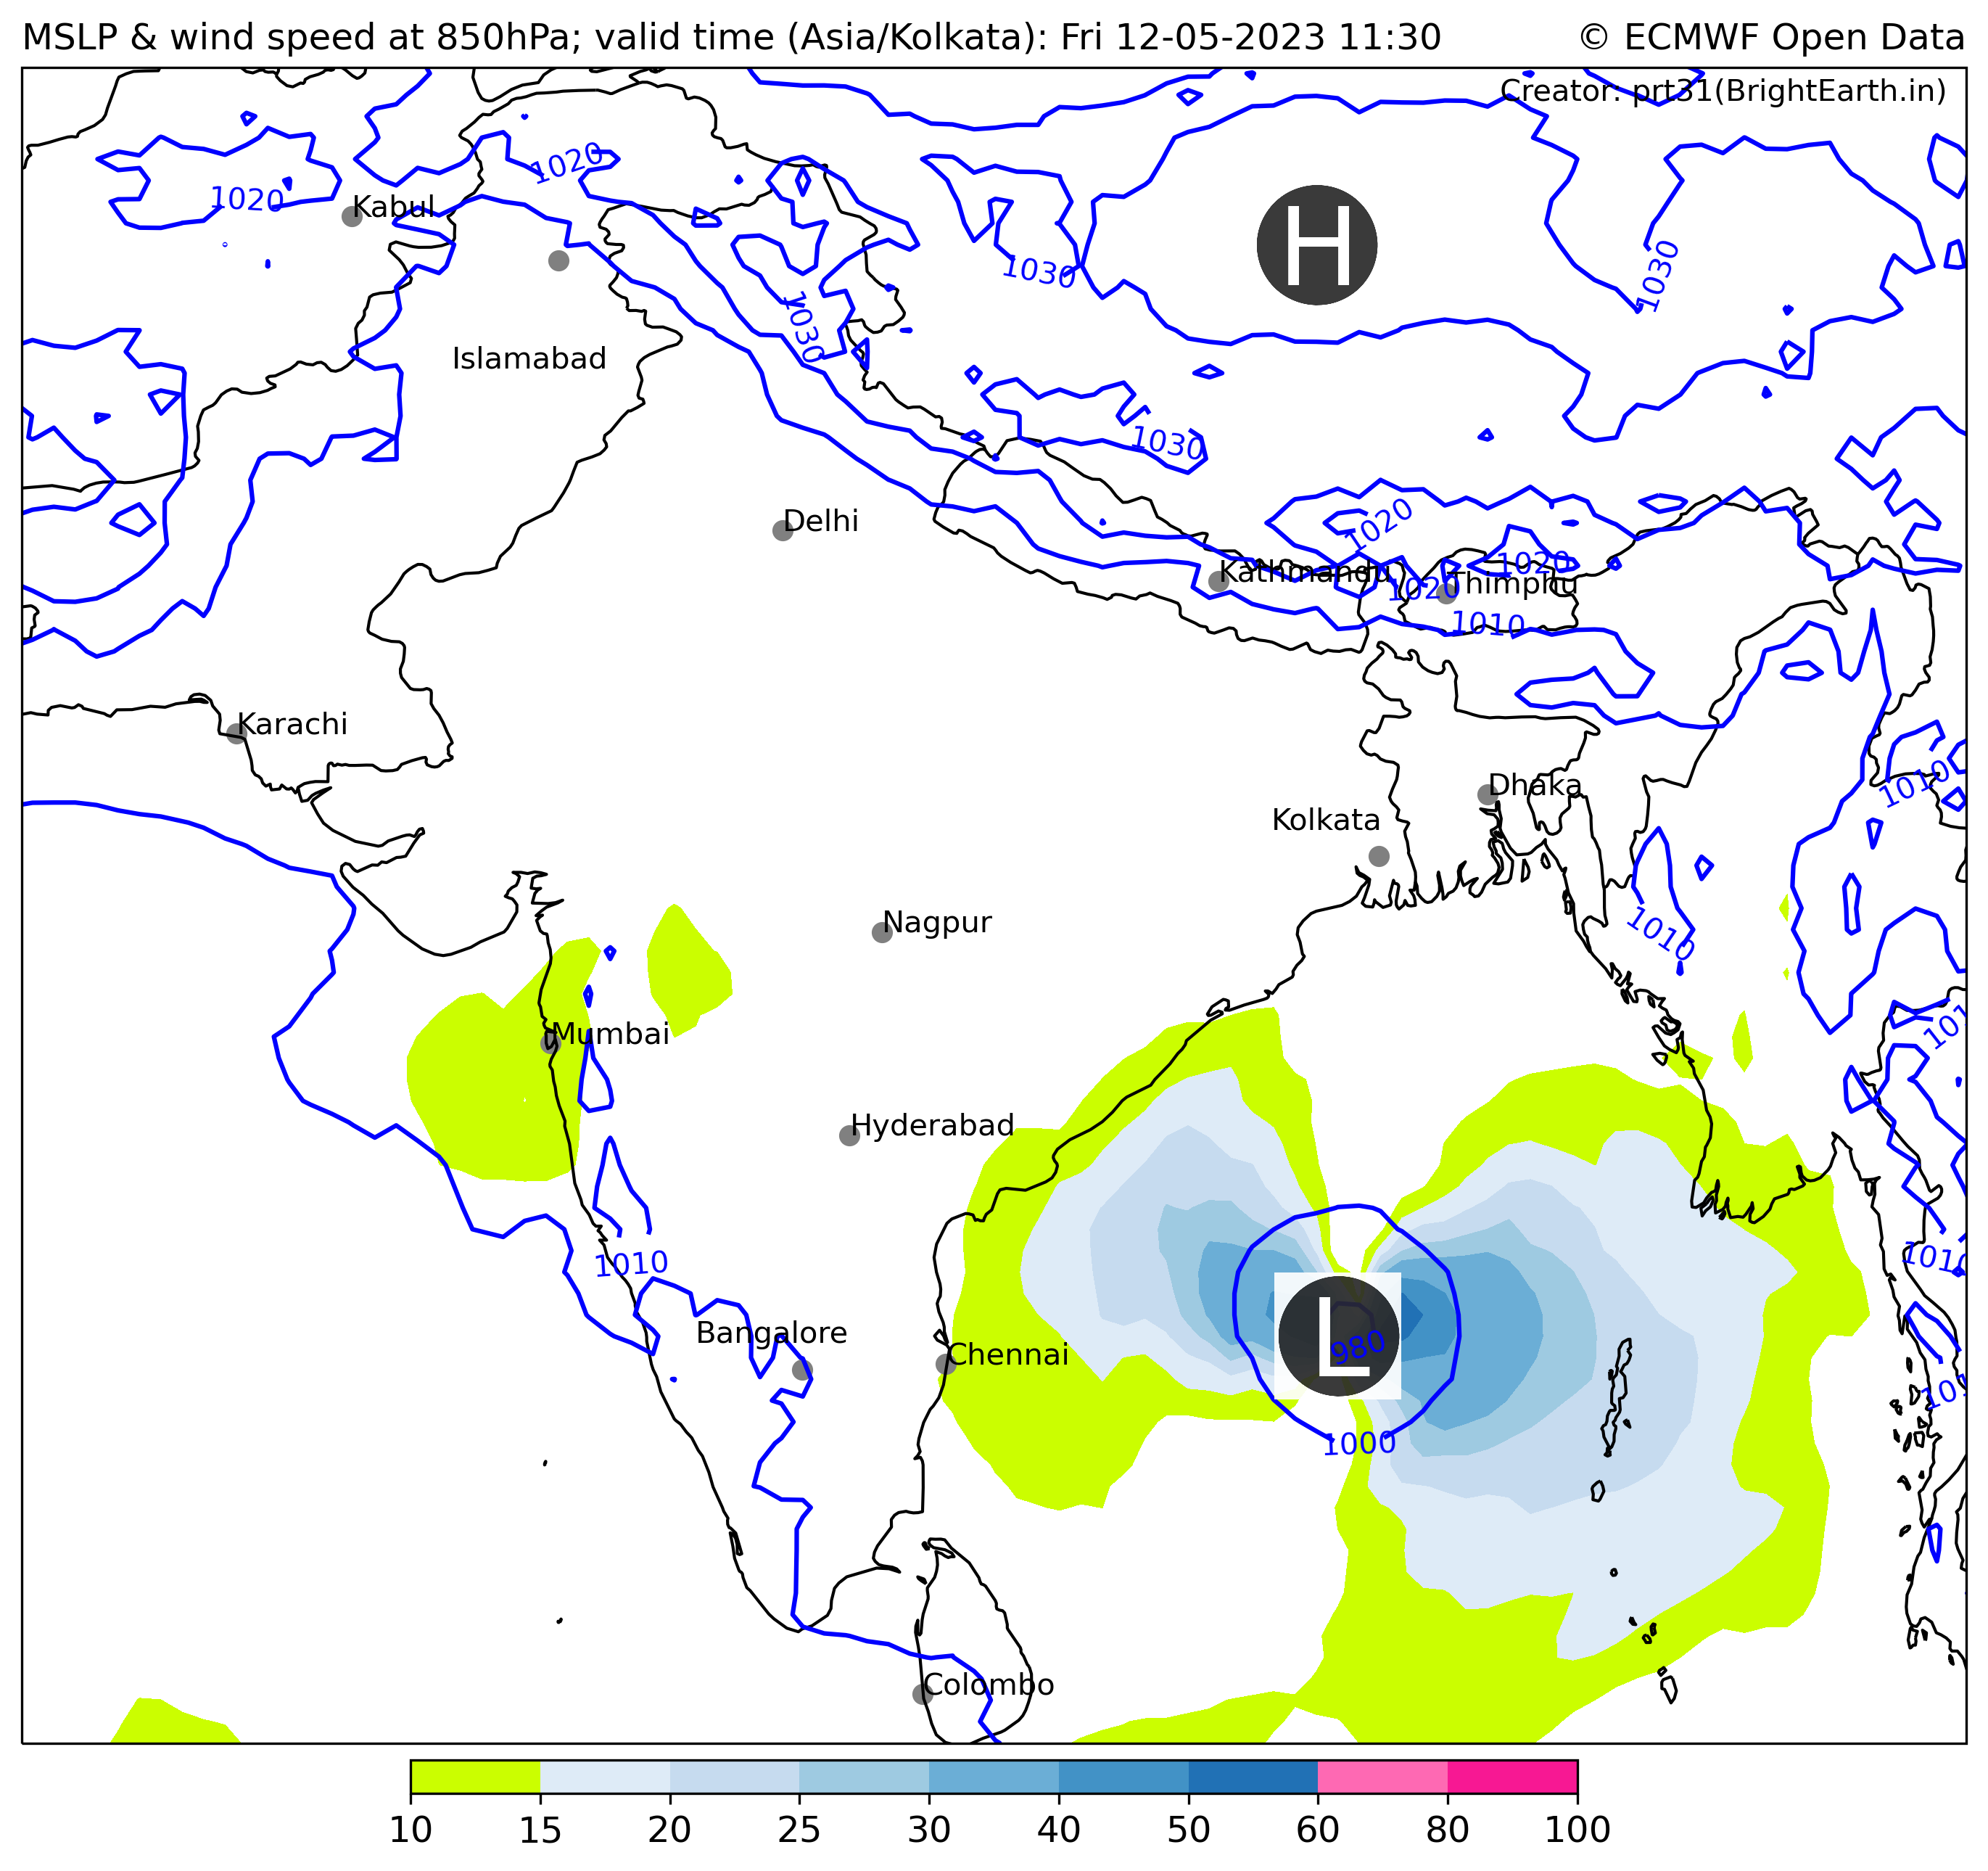 MSLP & wind speed at 850hPa; valid time (Asia/Kolkata): Fri 12-05-2023 11:30
© ECMWF Open Data
Creator: prt31(BrightEarth.in)
1020
1020
Kabul
H
1030
1030
1030
Islamabad
1030
Delhi
1020
1020
Kathmandu
1020
Thimphu
1010
Karachi
Dhaka
1010
Kolkata
Nagpur
1010
Mumbai
Hyderabad
1010
1010
Bangalore
Chennai
L
980
1000
Colombo
10 15 20 25 30 40 50 60 80 100